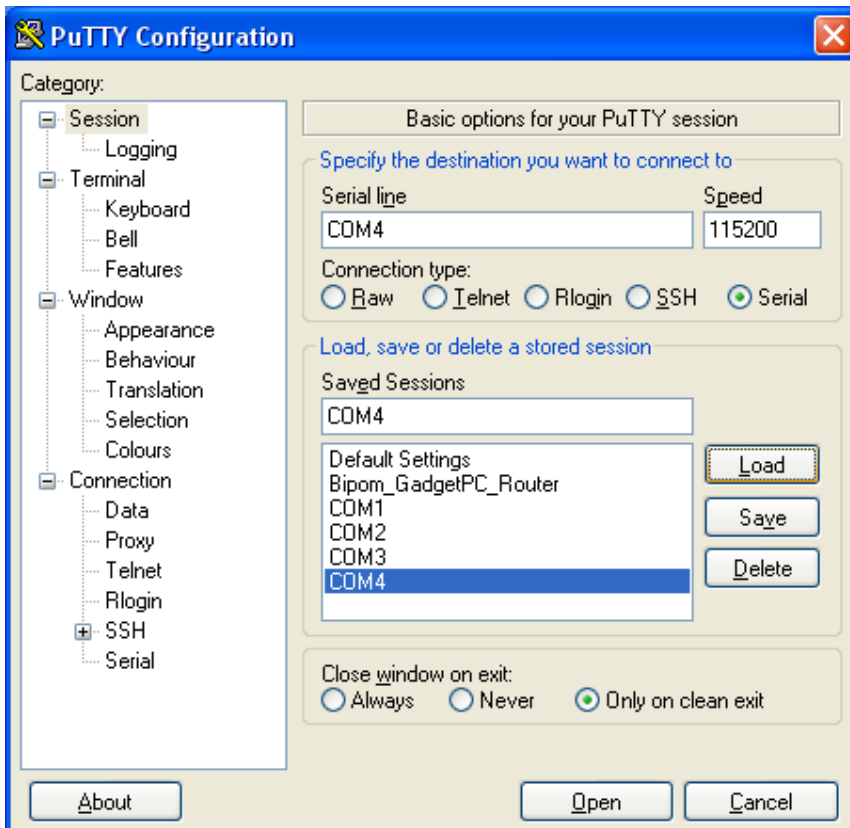 PuTTY Configuration
Category:
Session
Logging
Terminal
Keyboard
Bell
Features
Window
Appearance
Behaviour
Translation
Selection
Colours
Connection
Data
Proxy
Telnet
Rlogin
SSH
Serial
Basic options for your PuTTY session
Specify the destination you want to connect to
Serial line Speed
COM4 115200
Connection type:
Raw Telnet Rlogin SSH Serial
Load, save or delete a stored session
Saved Sessions
COM4
Default Settings
Bipom_GadgetPC_Router
COM1
COM2
COM3
COM4
Load
Save
Delete
Close window on exit:
Always Never Only on clean exit
About Open Cancel